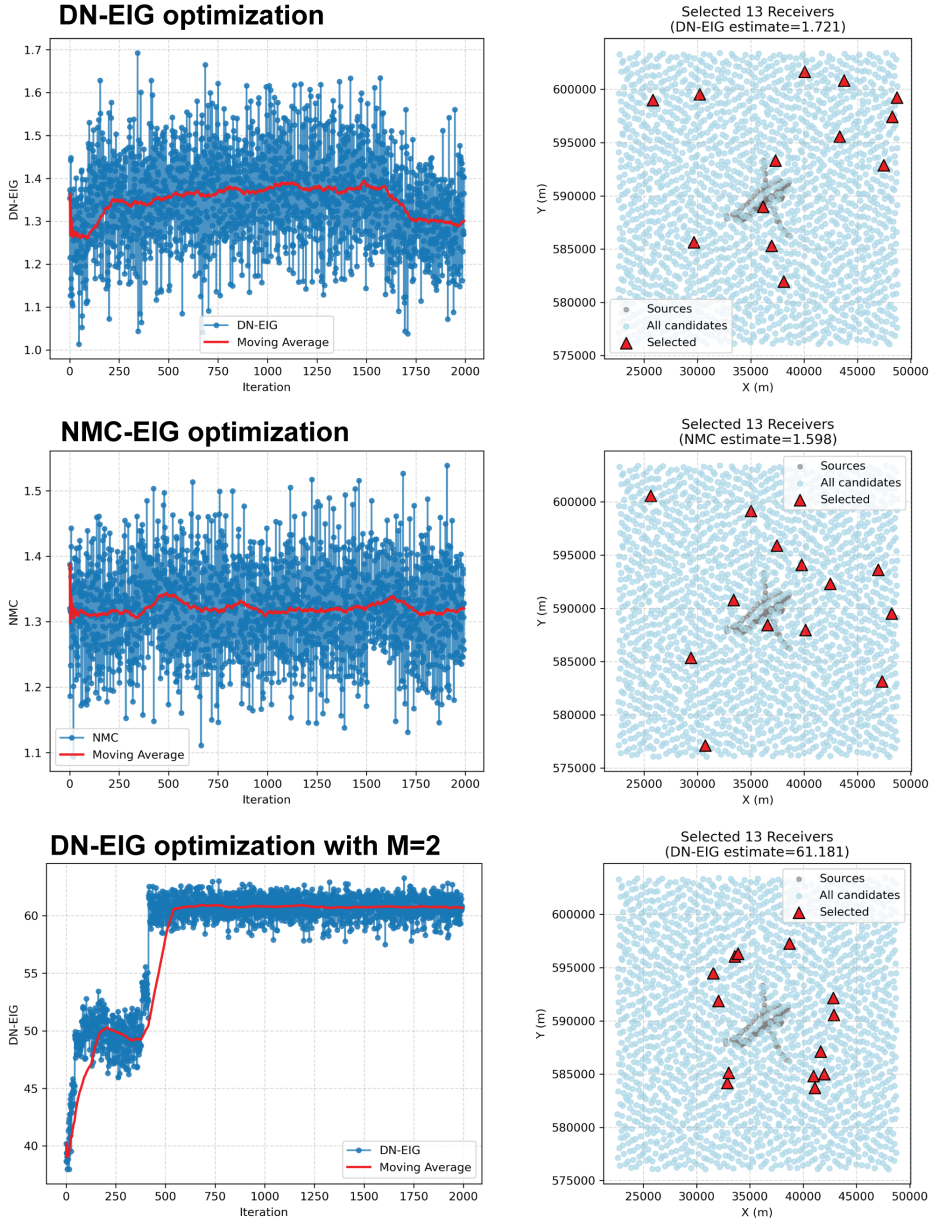 DN-EIG optimization
1.7
1.6
1.5
1.4
1.3
1.2
1.1
1.0
DN-EIG
DN-EIG
Moving Average
0
250
500
750
1000
1250
1500
1750
2000
Iteration
Selected 13 Receivers
(DN-EIG estimate=1.721)
600000
595000
590000
585000
580000
575000
Y (m)
Sources
All candidates
Selected
25000
30000
35000
40000
45000
50000
X (m)
NMC-EIG optimization
1.5
1.4
1.3
1.2
1.1
NMC
NMC
Moving Average
0
250
500
750
1000
1250
1500
1750
2000
Iteration
Selected 13 Receivers
(NMC estimate=1.598)
Sources
All candidates
Selected
600000
595000
590000
585000
580000
575000
Y (m)
25000
30000
35000
40000
45000
50000
X (m)
DN-EIG optimization with M=2
60
55
50
45
40
DN-EIG
DN-EIG
Moving Average
0
250
500
750
1000
1250
1500
1750
2000
Iteration
Selected 13 Receivers
(DN-EIG estimate=61.181)
Sources
All candidates
Selected
600000
595000
590000
585000
580000
575000
Y (m)
25000
30000
35000
40000
45000
50000
X (m)